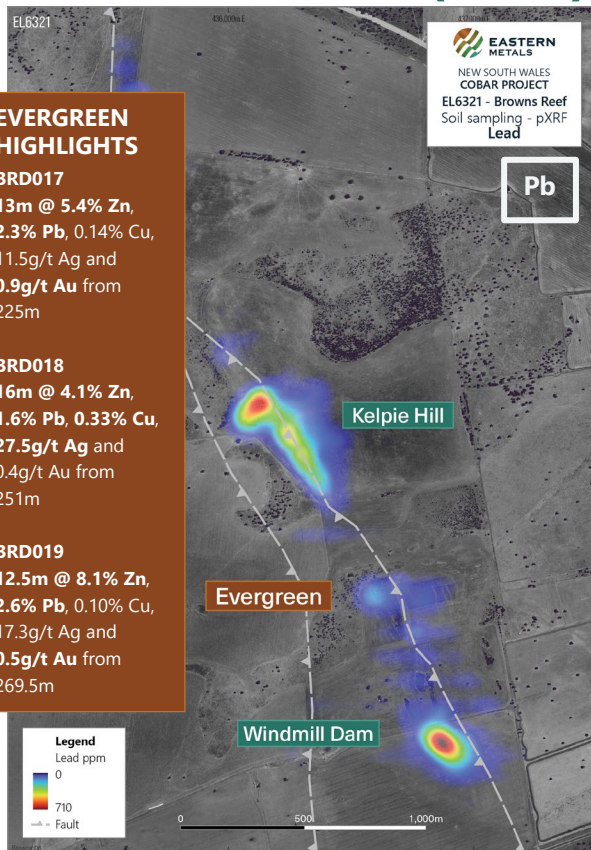 EL6321
436,000m E
EASTERN
METALS
NEW SOUTH WALES
COBAR PROJECT
EL6321 - Browns Reef
Soil sampling - pXRF
Lead
Pb
EVERGREEN
HIGHLIGHTS
BRD017
13m @ 5.4% Zn,
2.3% Pb, 0.14% Cu,
11.5g/t Ag and
0.9g/t Au from
225m
BRD018
16m @ 4.1% Zn,
1.6% Pb, 0.33% Cu,
27.5g/t Ag and
0.4g/t Au from
251m
BRD019
12.5m @ 8.1% Zn,
2.6% Pb, 0.10% Cu,
17.3g/t Ag and
0.5g/t Au from
269.5m
Kelpie Hill
Evergreen
Windmill Dam
Legend
Lead ppm
0
710
Fault
0 500 1,000m